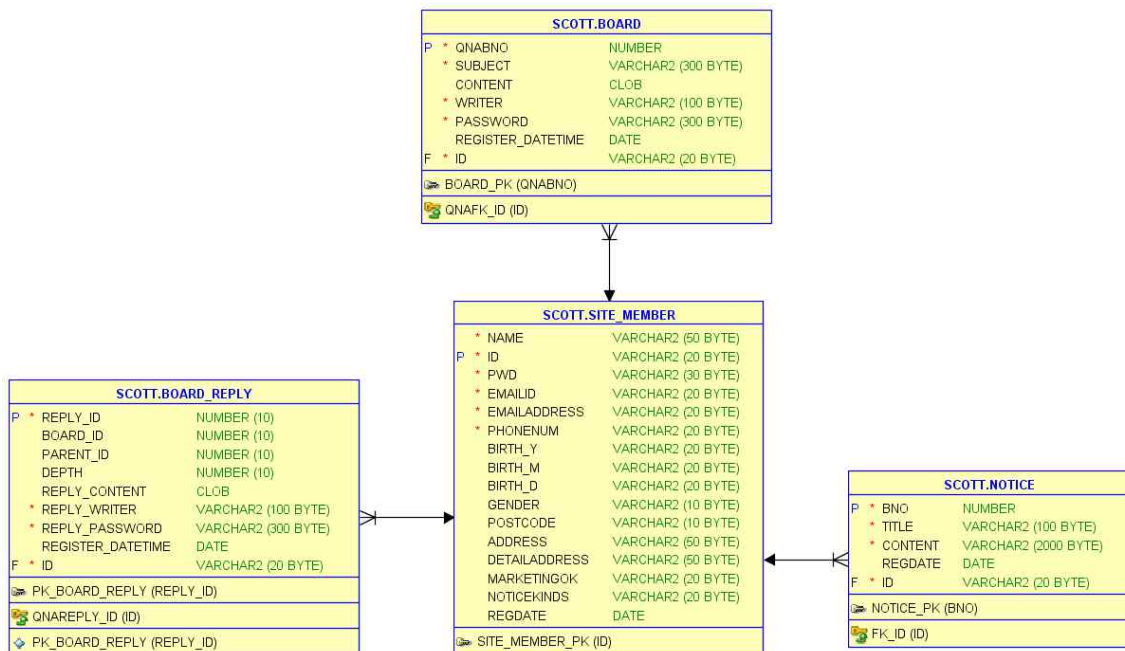 SCOTT.BOARD
P * QNABNO NUMBER
* SUBJECT VARCHAR2 (300 BYTE)
CONTENT CLOB
* WRITER VARCHAR2 (100 BYTE)
* PASSWORD VARCHAR2 (300 BYTE)
REGISTER_DATETIME DATE
F * ID VARCHAR2 (20 BYTE)
BOARD_PK (QNABNO)
QNAFK_ID (ID)
SCOTT.SITE_MEMBER
* NAME VARCHAR2 (50 BYTE)
P * ID VARCHAR2 (20 BYTE)
* PWD VARCHAR2 (30 BYTE)
* EMAILID VARCHAR2 (20 BYTE)
* EMAILADDRESS VARCHAR2 (20 BYTE)
* PHONENUM VARCHAR2 (20 BYTE)
BIRTH_Y VARCHAR2 (20 BYTE)
BIRTH_M VARCHAR2 (20 BYTE)
BIRTH_D VARCHAR2 (20 BYTE)
GENDER VARCHAR2 (10 BYTE)
POSTCODE VARCHAR2 (10 BYTE)
ADDRESS VARCHAR2 (50 BYTE)
DETAILADDRESS VARCHAR2 (50 BYTE)
MARKETINGOK VARCHAR2 (20 BYTE)
NOTICEKINDS VARCHAR2 (20 BYTE)
REGDATE DATE
SITE_MEMBER_PK (ID)
SCOTT.BOARD_REPLY
P * REPLY_ID NUMBER (10)
BOARD_ID NUMBER (10)
PARENT_ID NUMBER (10)
DEPTH NUMBER (10)
REPLY_CONTENT CLOB
* REPLY_WRITER VARCHAR2 (100 BYTE)
* REPLY_PASSWORD VARCHAR2 (300 BYTE)
REGISTER_DATETIME DATE
F * ID VARCHAR2 (20 BYTE)
PK_BOARD_REPLY (REPLY_ID)
QNAREPLY_ID (ID)
PK_BOARD_REPLY (REPLY_ID)
SCOTT.NOTICE
P * BNO NUMBER
* TITLE VARCHAR2 (100 BYTE)
* CONTENT VARCHAR2 (2000 BYTE)
REGDATE DATE
F * ID VARCHAR2 (20 BYTE)
NOTICE_PK (BNO)
FK_ID (ID)